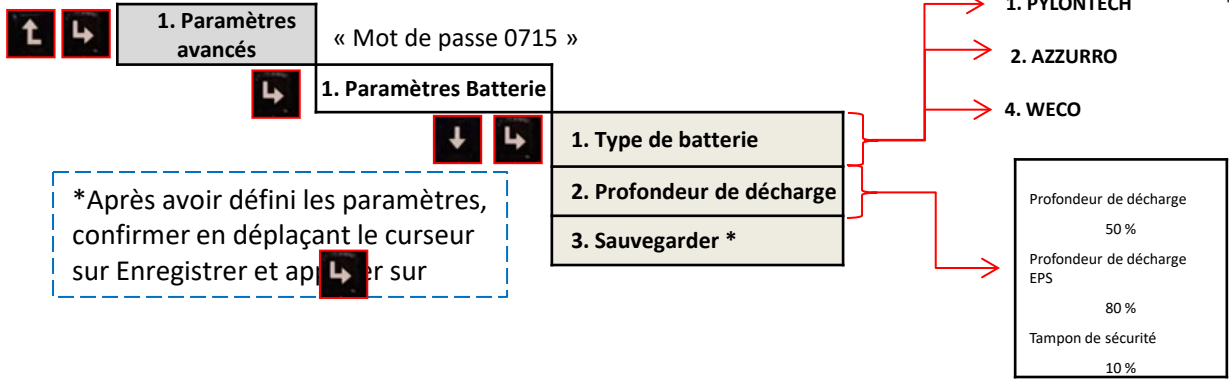 1. PYLONTECH
1. Paramètres
avancés
« Mot de passe 0715 »
2. AZZURRO
1. Paramètres Batterie
4. WECO
1. Type de batterie
2. Profondeur de décharge
3. Sauvegarder *
*Après avoir défini les paramètres,
confirmer en déplaçant le curseur
sur Enregistrer et sur
Profondeur de décharge
50 %
Profondeur de décharge
EPS
80 %
Tampon de sécurité
10 %